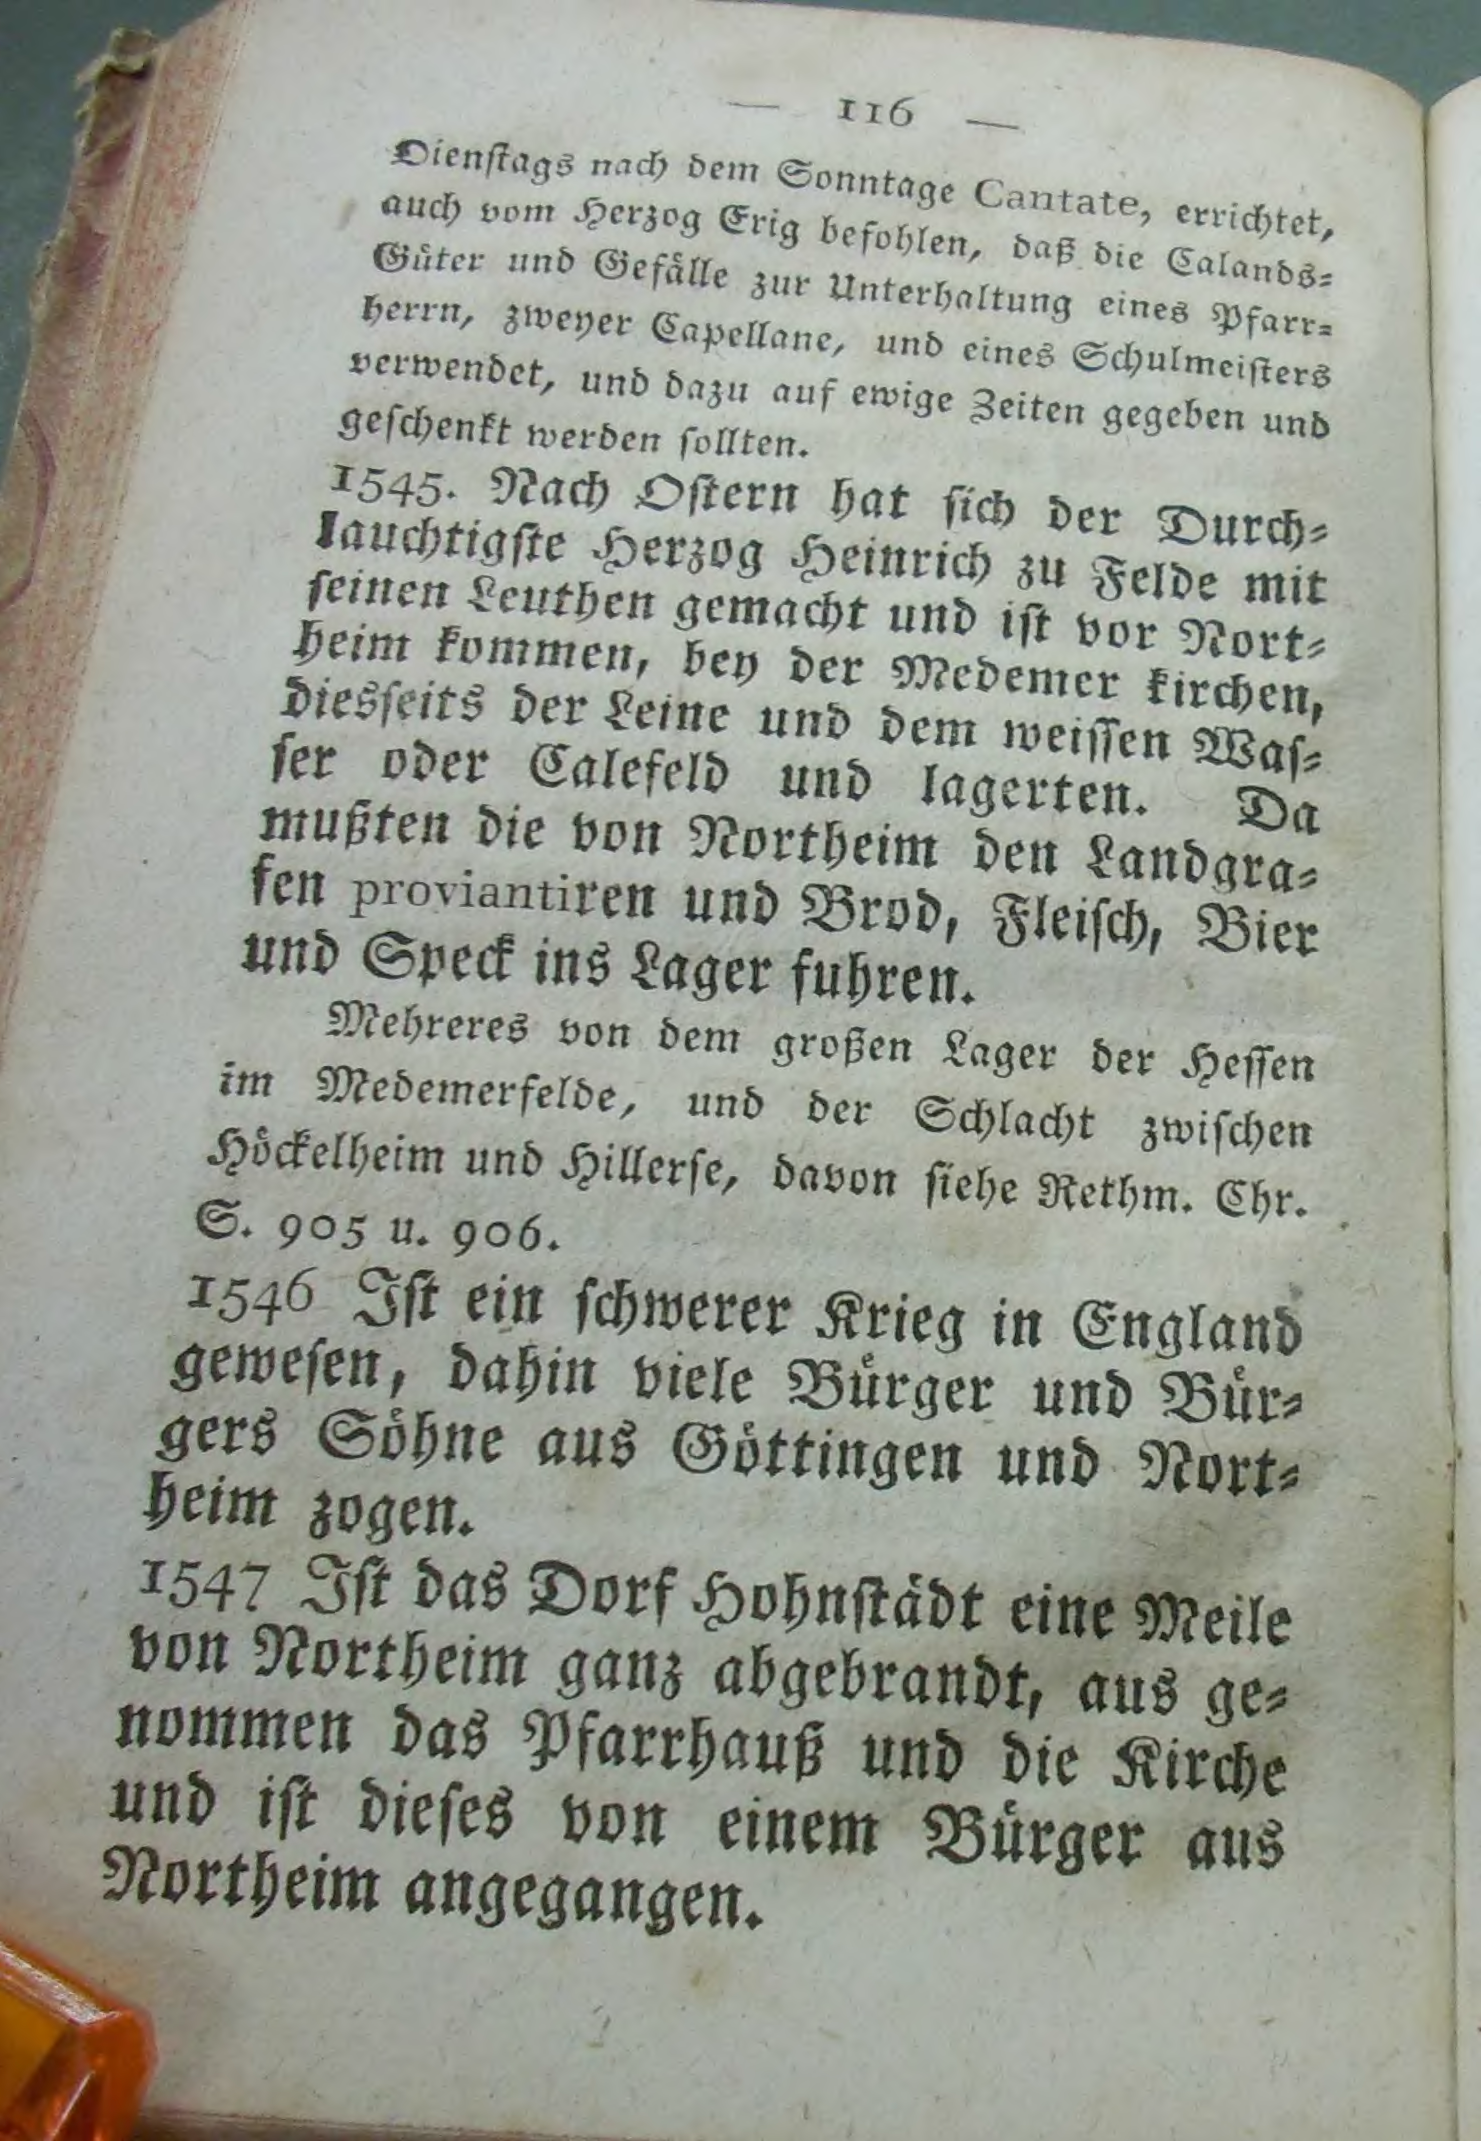 — 116 —
Dienſtags nach dem Sonntage Cantate, errichtet,
auch vom Herzog Erig befohlen, daß die Calands=
Güter und Gefälle zur Unterhaltung eines Pfarr=
herrn, zweyer Capellane, und eines Schulmeiſters
verwendet, und dazu auf ewige Zeiten gegeben und
geſchenkt werden ſollten.
1545. Nach Oſtern hat ſich der Durch=
lauchtigſte Herzog Heinrich zu Felde mit
ſeinen Leuthen gemacht und iſt vor Nort=
heim kommen, bey der Medemer kirchen,
diesſeits der Leine und dem weiſſen Waſ=
ſer oder Calefeld und lagerten. Da
mußten die von Northeim den Landgra=
fen proviantiren und Brod, Fleiſch, Bier
und Speck ins Lager fuhren.
Mehreres von dem großen Lager der Heſſen
im Medemerfelde, und der Schlacht zwiſchen
Höckelheim und Hillerſe, davon ſiehe Rethm. Chr.
S. 905 u. 906.
1546 Iſt ein ſchwerer Krieg in England
geweſen, dahin viele Bürger und Bür=
gers Söhne aus Göttingen und Nort=
heim zogen.
1547 Iſt das Dorf Hohnſtädt eine Meile
von Northeim ganz abgebrandt, aus ge=
nommen das Pfarrhauß und die Kirche
und iſt dieſes von einem Bürger aus
Northeim angegangen.